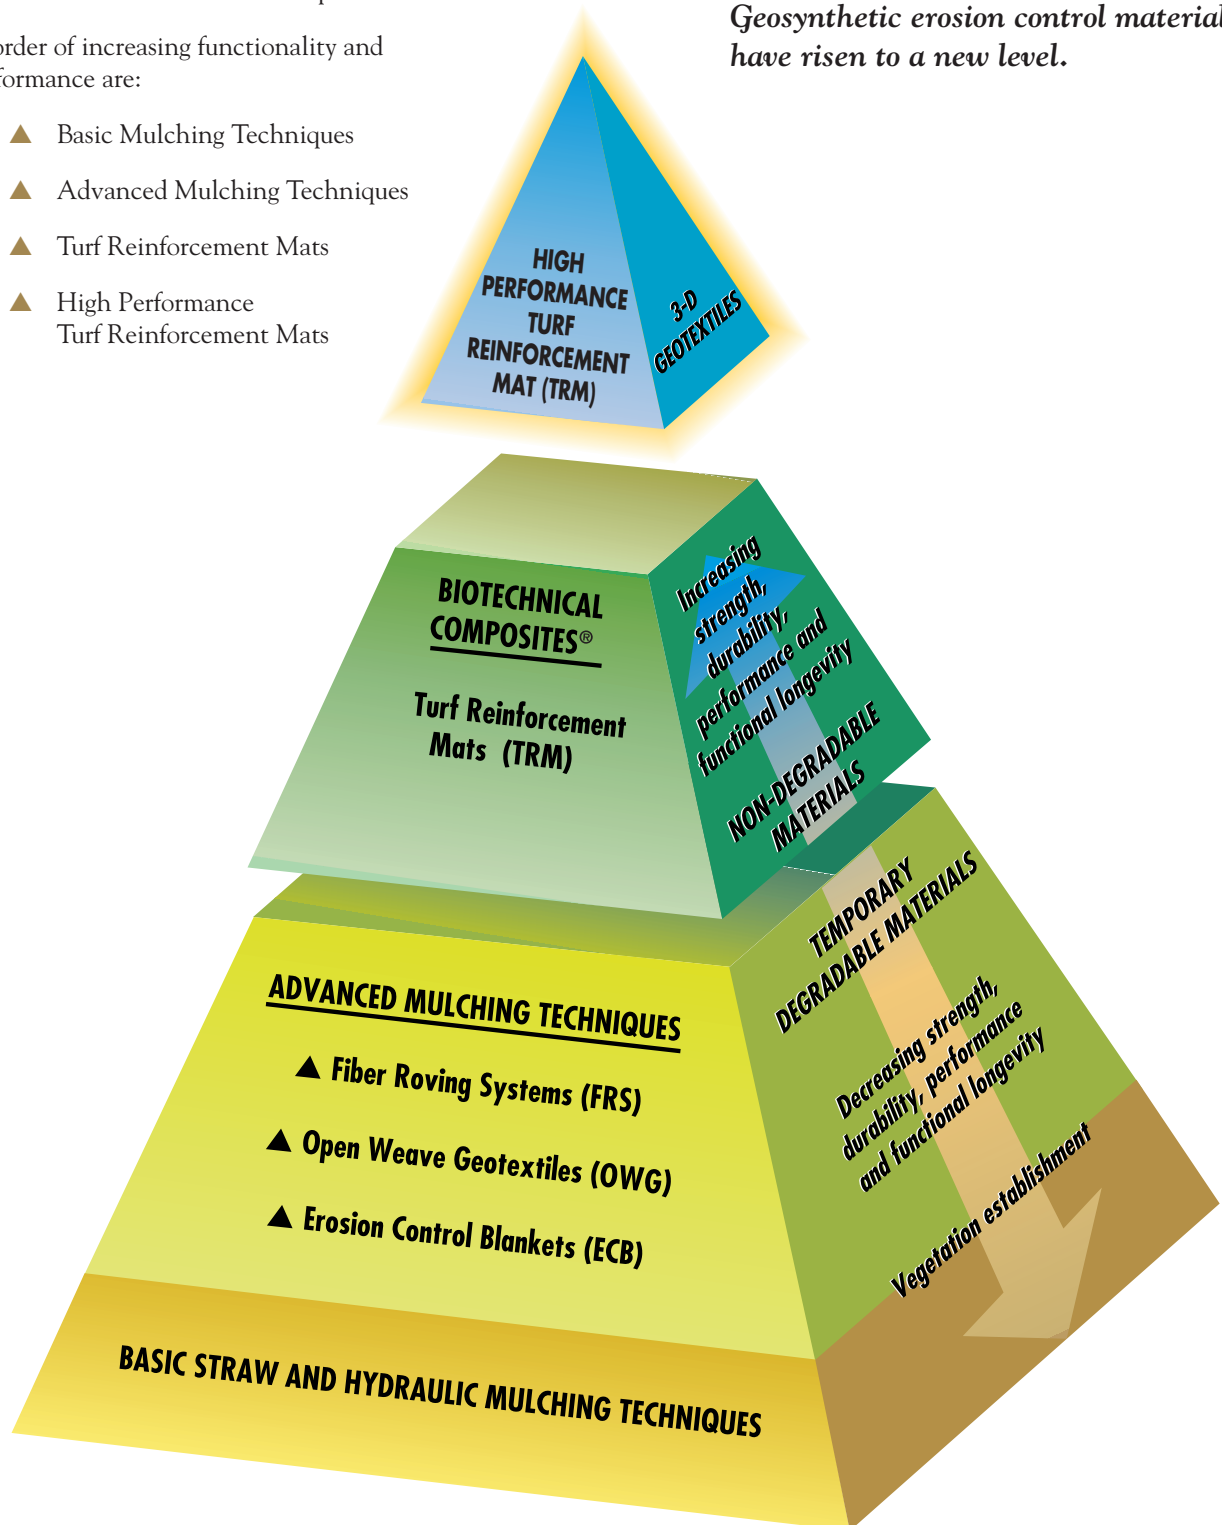 order of increasing functionality and
formance are:
▲ Basic Mulching Techniques
▲ Advanced Mulching Techniques
▲ Turf Reinforcement Mats
▲ High Performance
Turf Reinforcement Mats
Geosynthetic erosion control material
have risen to a new level.
HIGH
PERFORMANCE
TURF
REINFORCEMENT
MAT (TRM)
3-D
GEOTEXTILES
BIOTECHNICAL
COMPOSITES®
Turf Reinforcement
Mats (TRM)
Increasing
strength,
durability,
performance and
functional longevity
NON-DEGRADABLE
MATERIALS
ADVANCED MULCHING TECHNIQUES
▲ Fiber Roving Systems (FRS)
▲ Open Weave Geotextiles (OWG)
▲ Erosion Control Blankets (ECB)
TEMPORARY
DEGRADABLE MATERIALS
Decreasing strength,
durability, performance
and functional longevity
Vegetation establishment
BASIC STRAW AND HYDRAULIC MULCHING TECHNIQUES